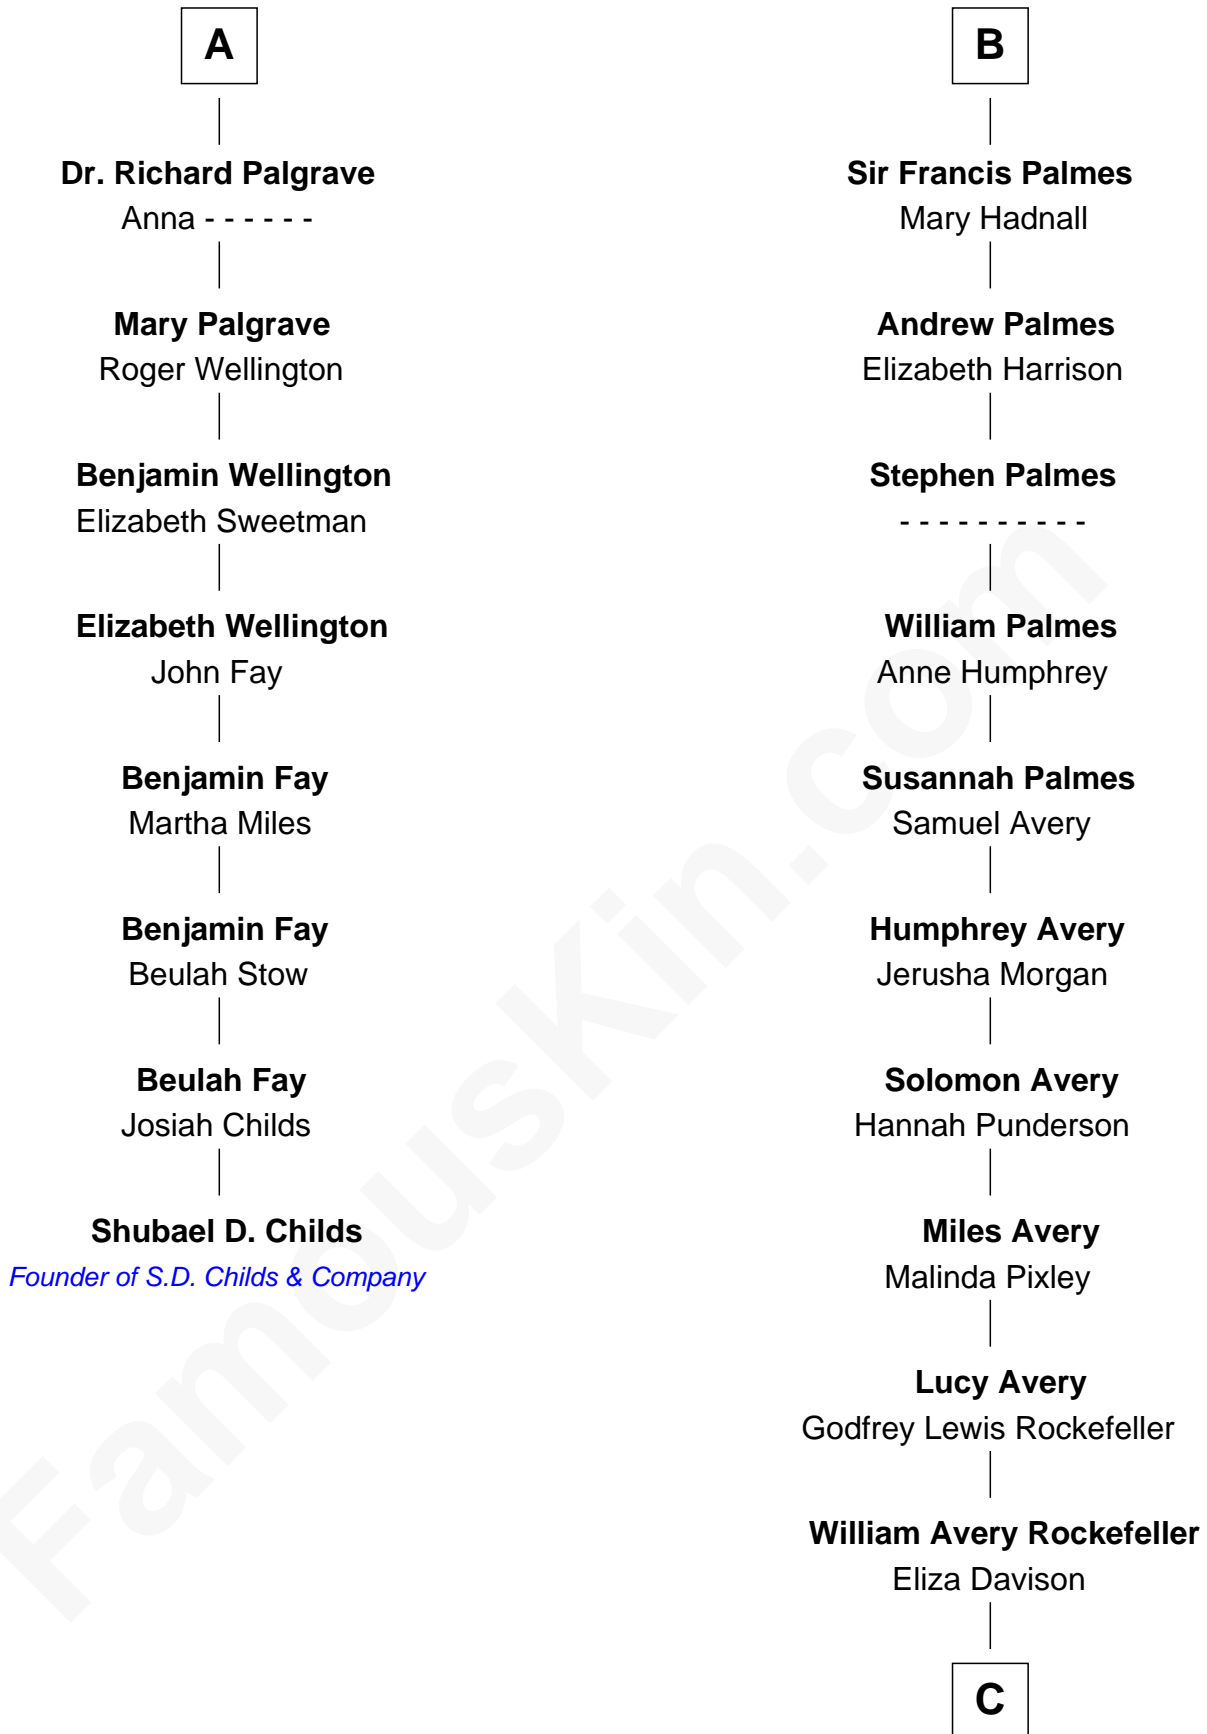 A
Dr. Richard Palgrave
Anna - - - - - -
Mary Palgrave
Roger Wellington
Benjamin Wellington
Elizabeth Sweetman
Elizabeth Wellington
John Fay
Benjamin Fay
Martha Miles
Benjamin Fay
Beulah Stow
Beulah Fay
Josiah Childs
Shubael D. Childs
Founder of S.D. Childs & Company
B
Sir Francis Palmes
Mary Hadnall
Andrew Palmes
Elizabeth Harrison
Stephen Palmes
- - - - - - - - - -
William Palmes
Anne Humphrey
Susannah Palmes
Samuel Avery
Humphrey Avery
Jerusha Morgan
Solomon Avery
Hannah Punderson
Miles Avery
Malinda Pixley
Lucy Avery
Godfrey Lewis Rockefeller
William Avery Rockefeller
Eliza Davison
C
FamousKin.com